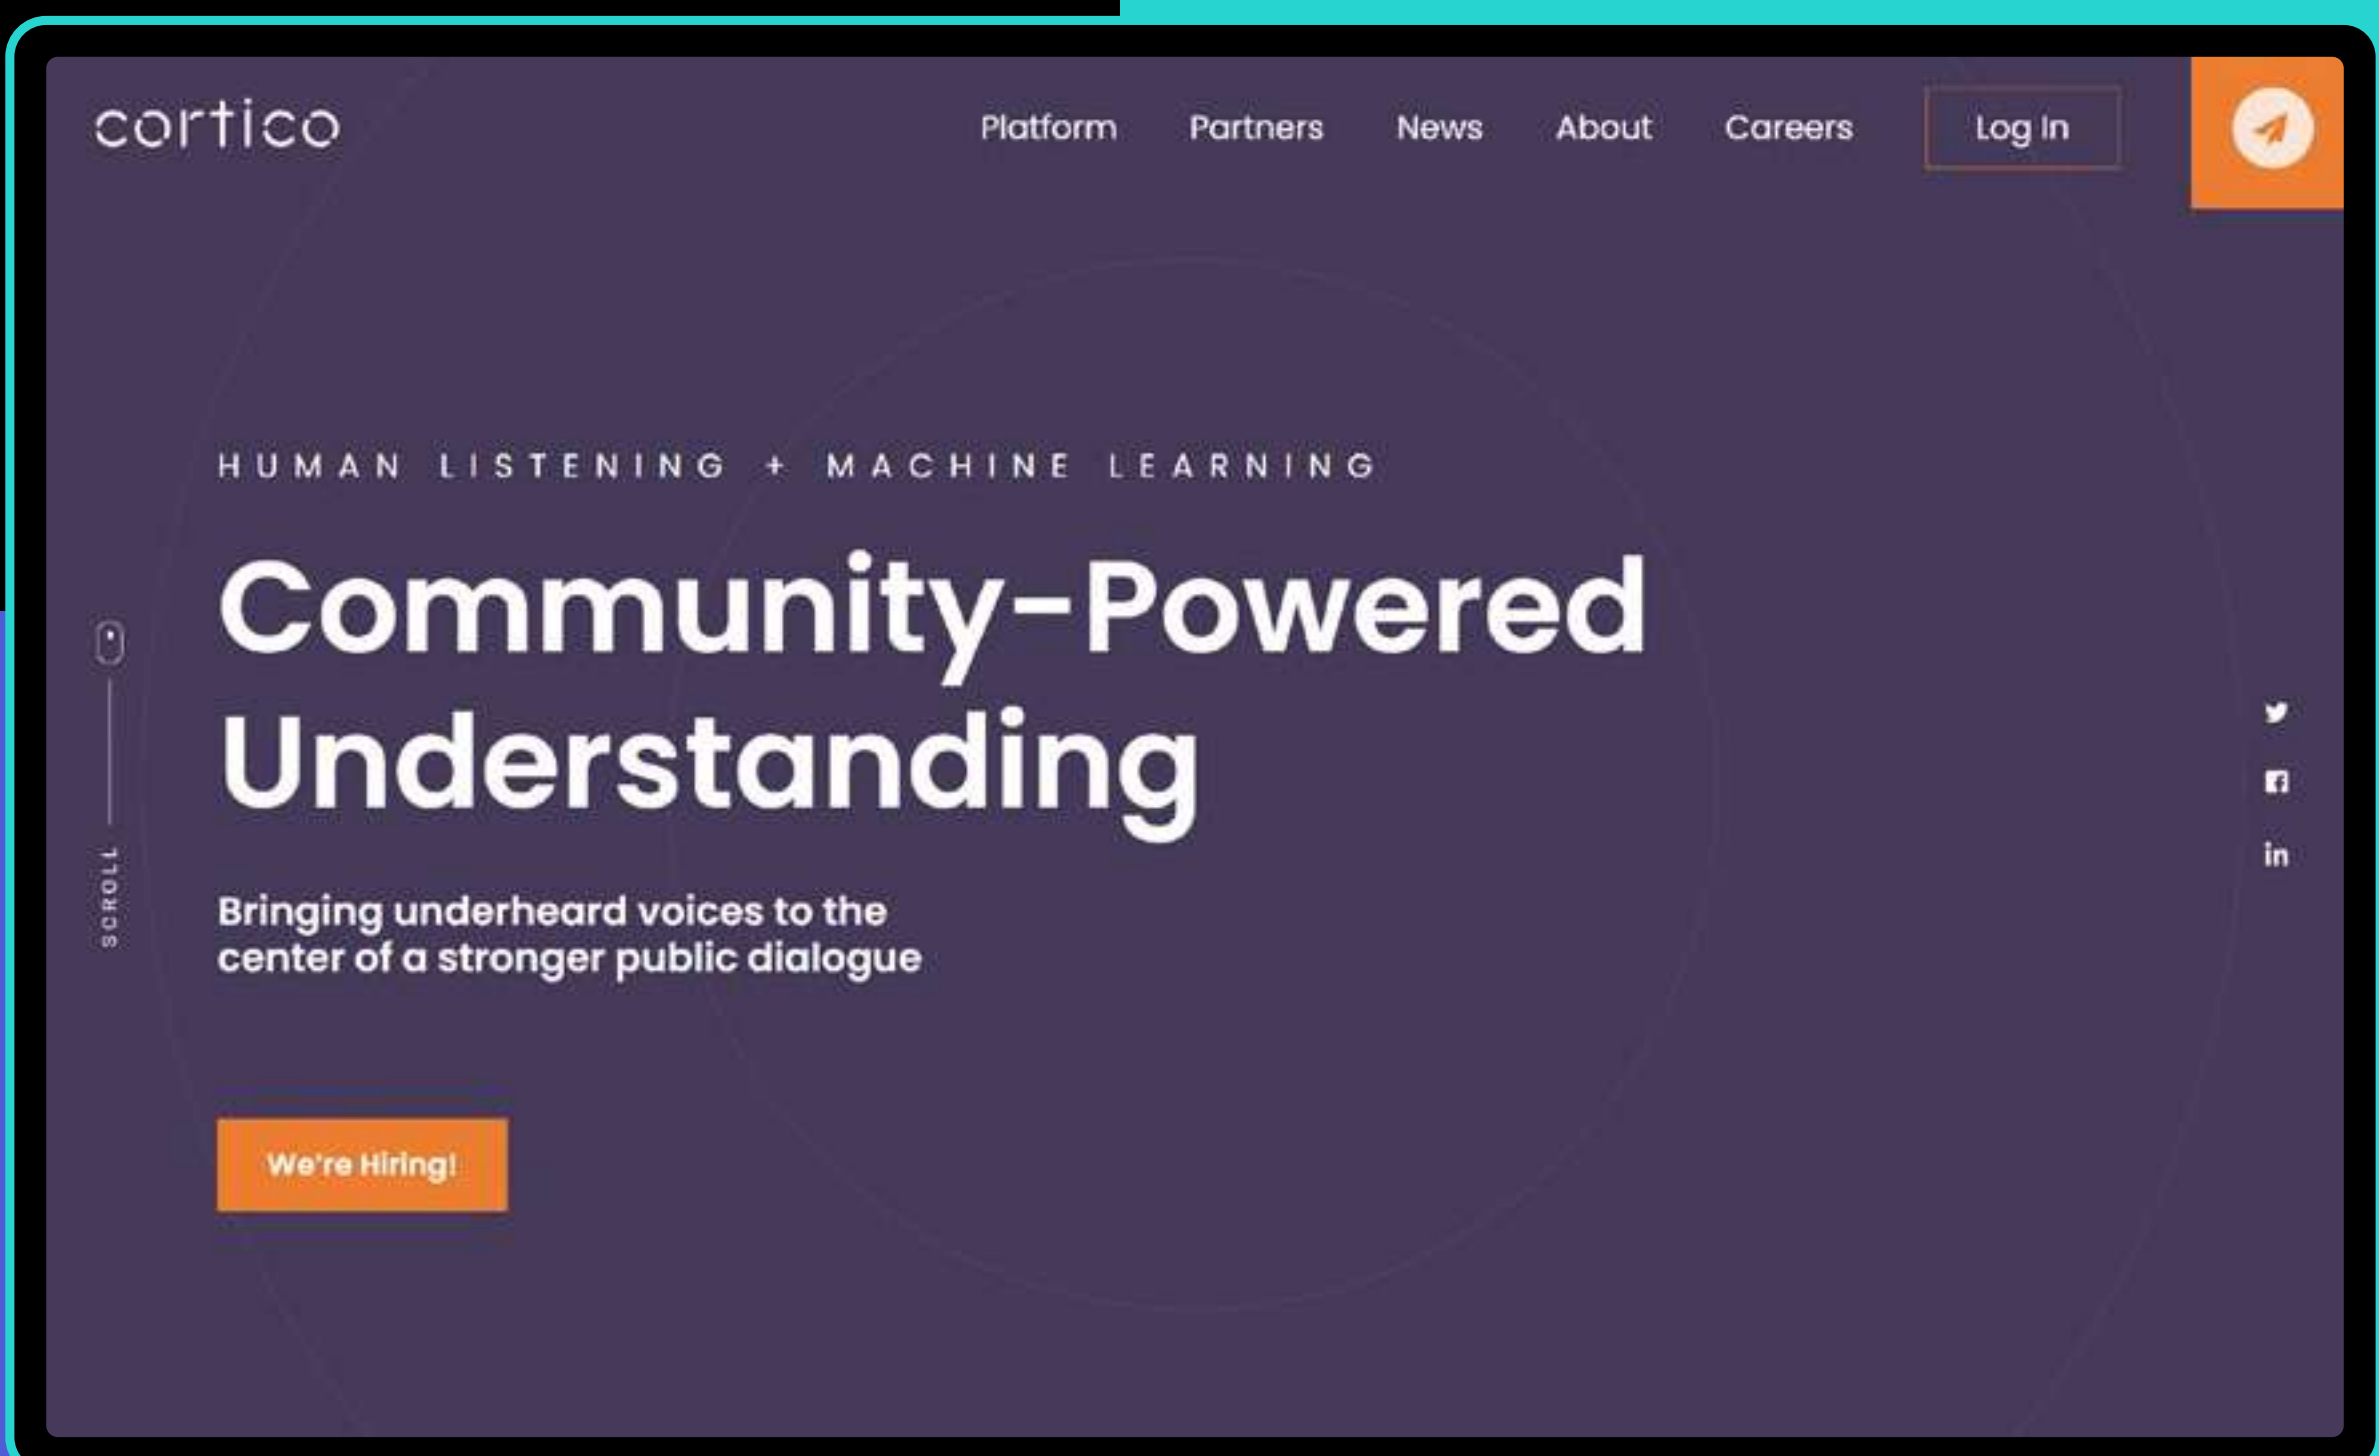 cortico
Platform Partners News About Careers Log In
HUMAN LISTENING + MACHINE LEARNING
Community-Powered
Understanding
SCROLL
Bringing underheard voices to the
center of a stronger public dialogue
We're Hiring!
in